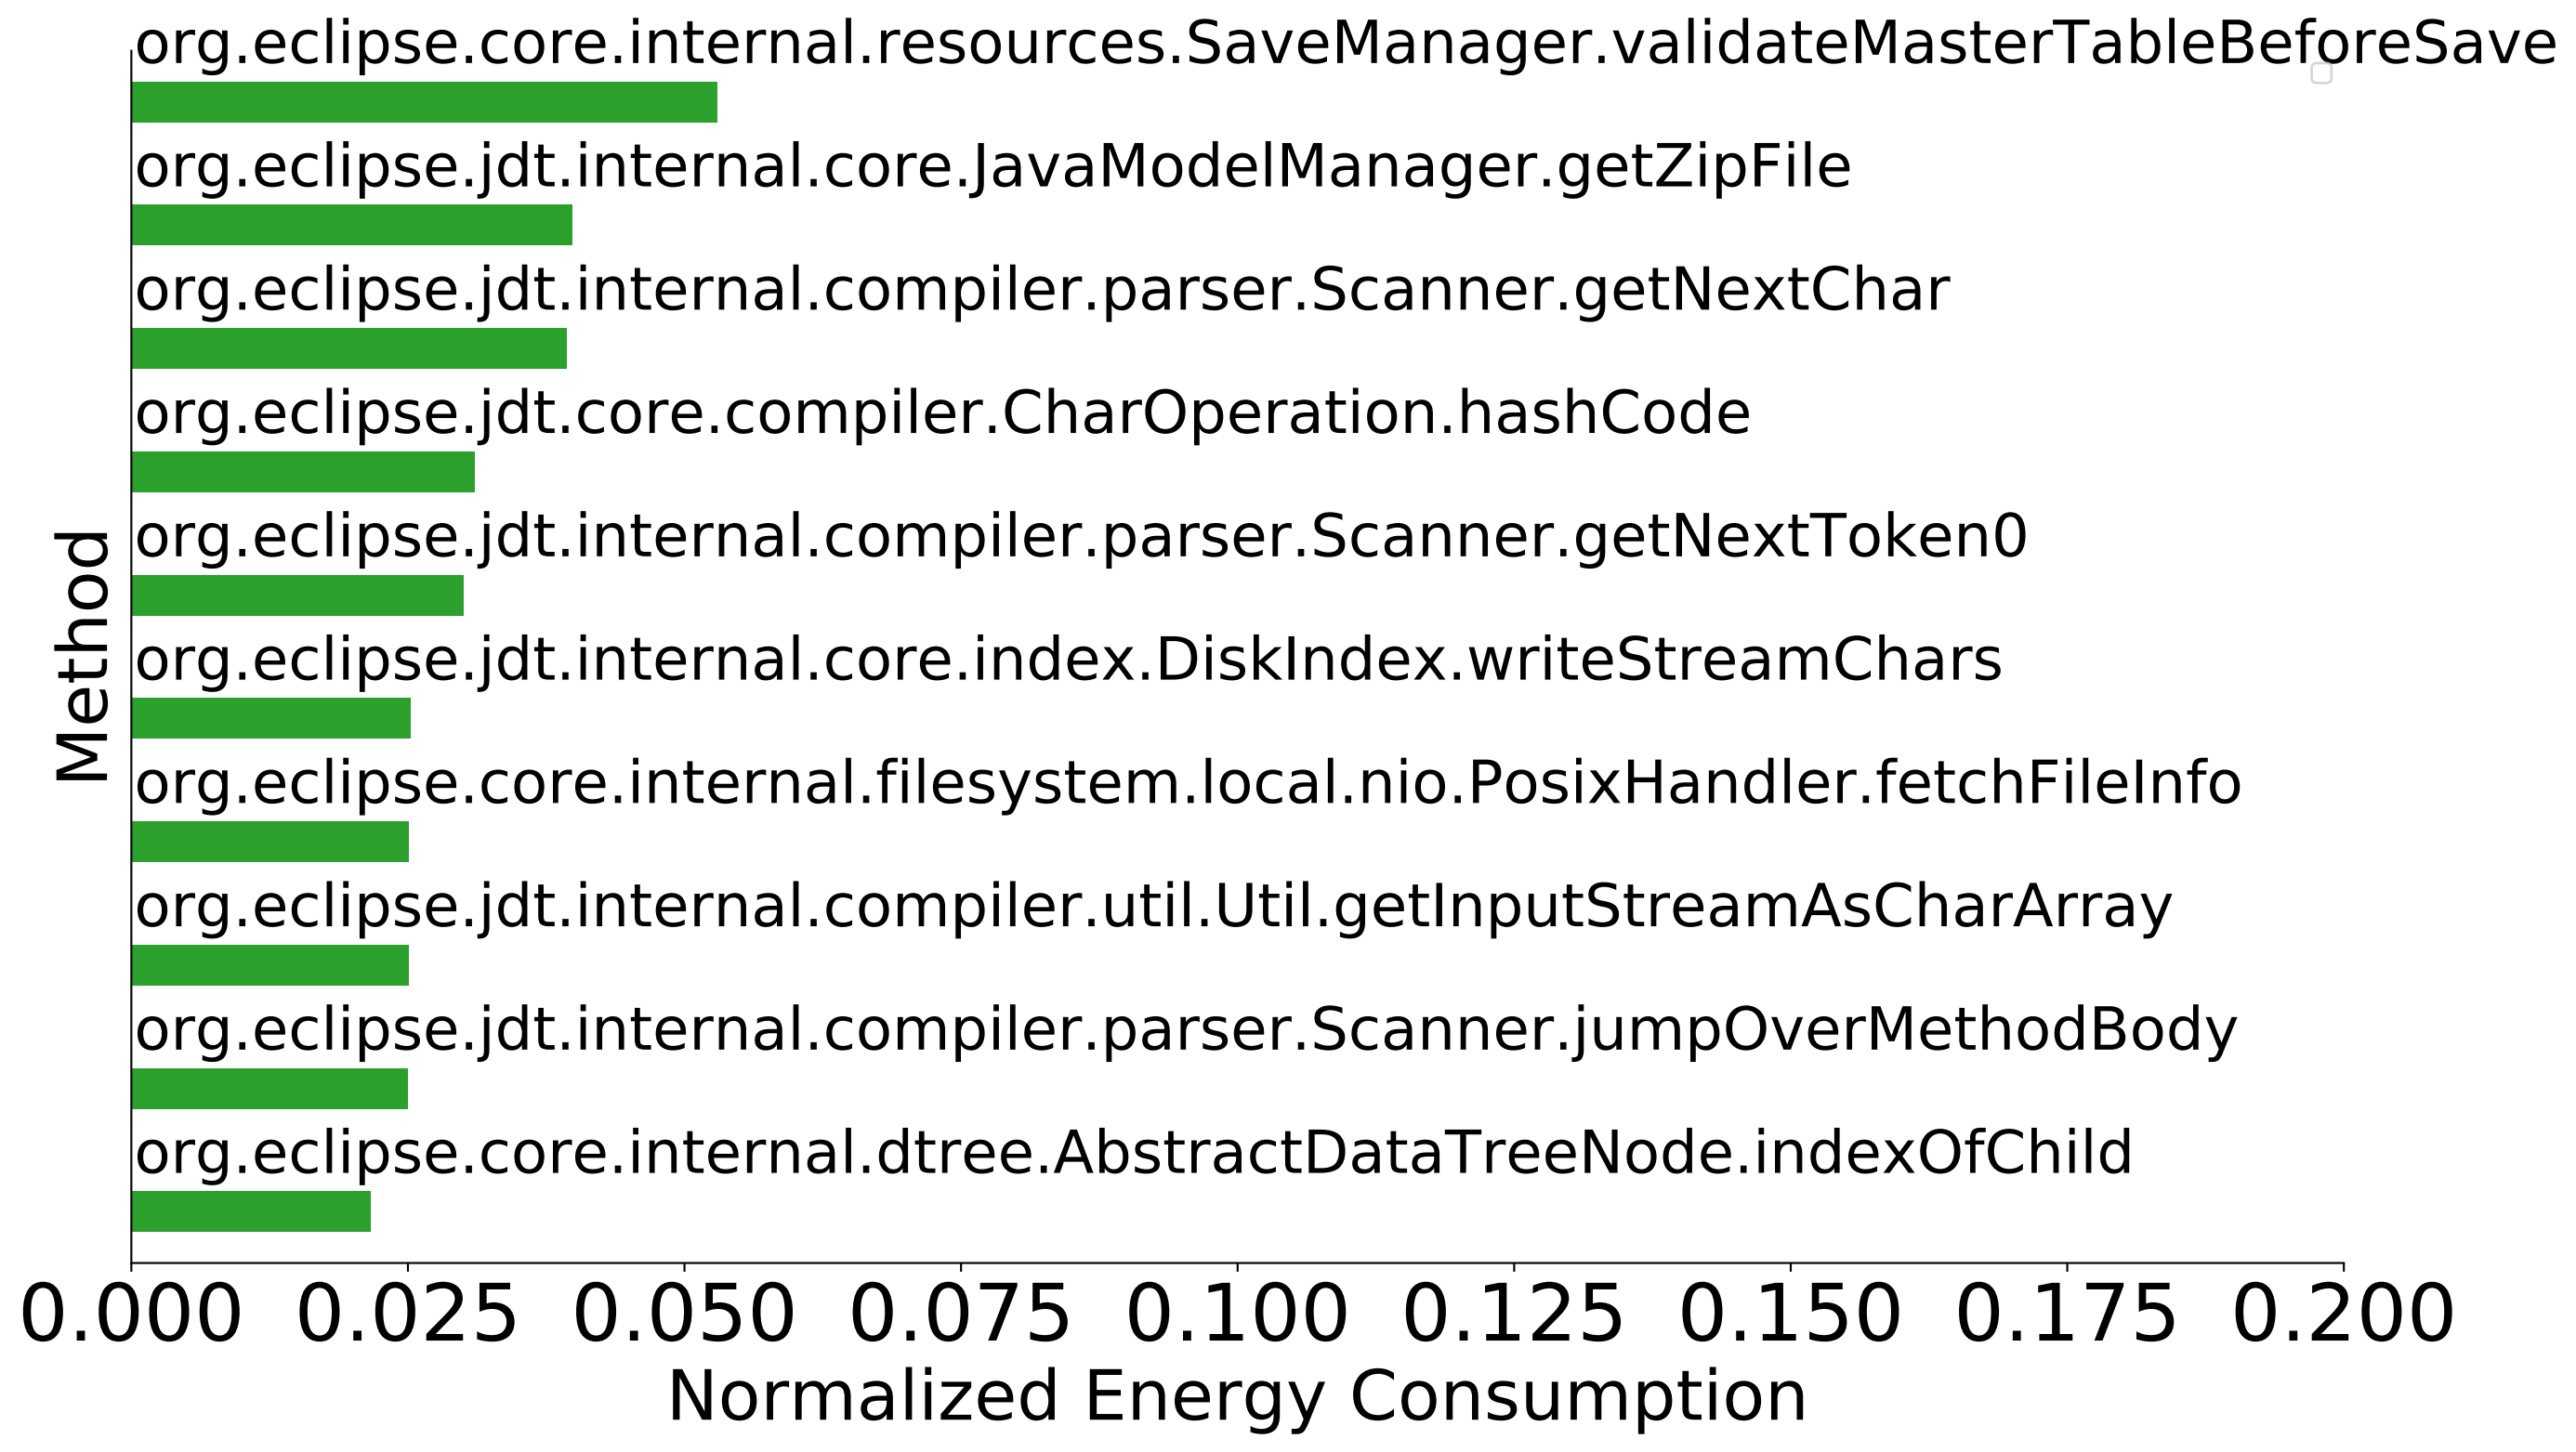 org.eclipse.core.internal.resources.SaveManager.validateMasterTableBeforeSave
org.eclipse.jdt.internal.core.JavaModelManager.getZipFile
org.eclipse.jdt.internal.compiler.parser.Scanner.getNextChar
org.eclipse.jdt.core.compiler.CharOperation.hashCode
org.eclipse.jdt.internal.compiler.parser.Scanner.getNextToken0
org.eclipse.jdt.internal.core.index.DiskIndex.writeStreamChars
org.eclipse.core.internal.filesystem.local.nio.PosixHandler.fetchFileInfo
org.eclipse.jdt.internal.compiler.util.Util.getInputStreamAsCharArray
org.eclipse.jdt.internal.compiler.parser.Scanner.jumpOverMethodBody
org.eclipse.core.internal.dtree.AbstractDataTreeNode.indexOfChild
Method
0.000 0.025 0.050 0.075 0.100 0.125 0.150 0.175 0.200
Normalized Energy Consumption